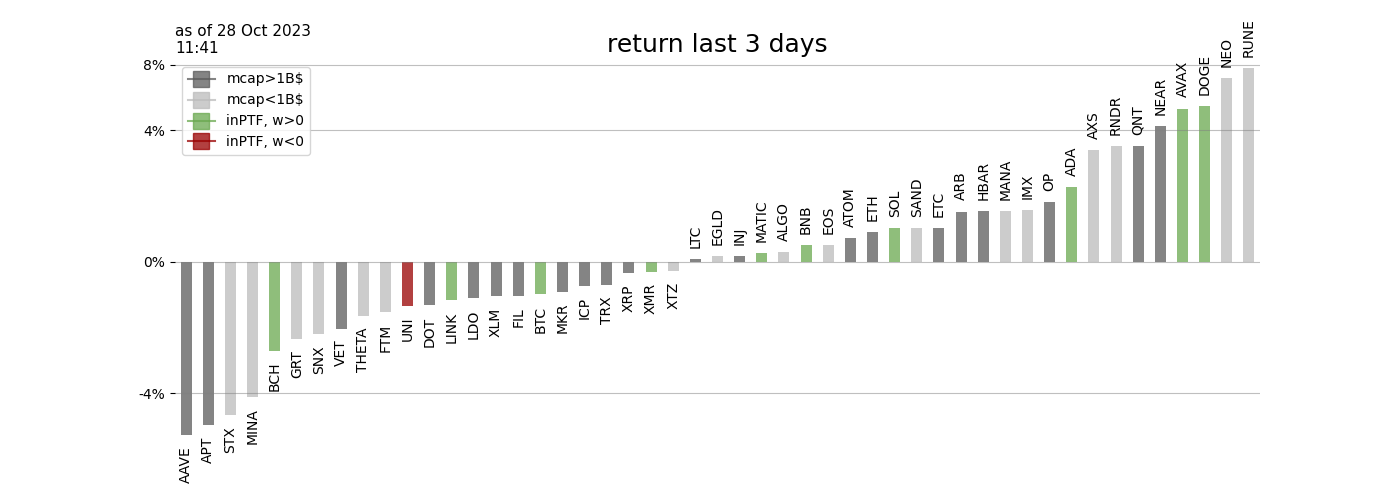 as of 28 Oct 2023
11:41
return last 3 days
8%
4%
0%
-4%
mcap>1B$
mcap<1B$
inPTF, w>0
inPTF, w<0
AAVE
APT
STX
MINA
BCH
GRT
SNX
VET
THETA
FTM
UNI
DOT
LINK
LDO
XLM
FIL
BTC
MKR
ICP
TRX
XRP
XMR
XTZ
LTC
EGLD
INJ
MATIC
ALGO
BNB
EOS
ATOM
ETH
SOL
SAND
ETC
ARB
HBAR
MANA
IMX
OP
ADA
AXS
RNDR
QNT
NEAR
AVAX
DOGE
NEO
RUNE